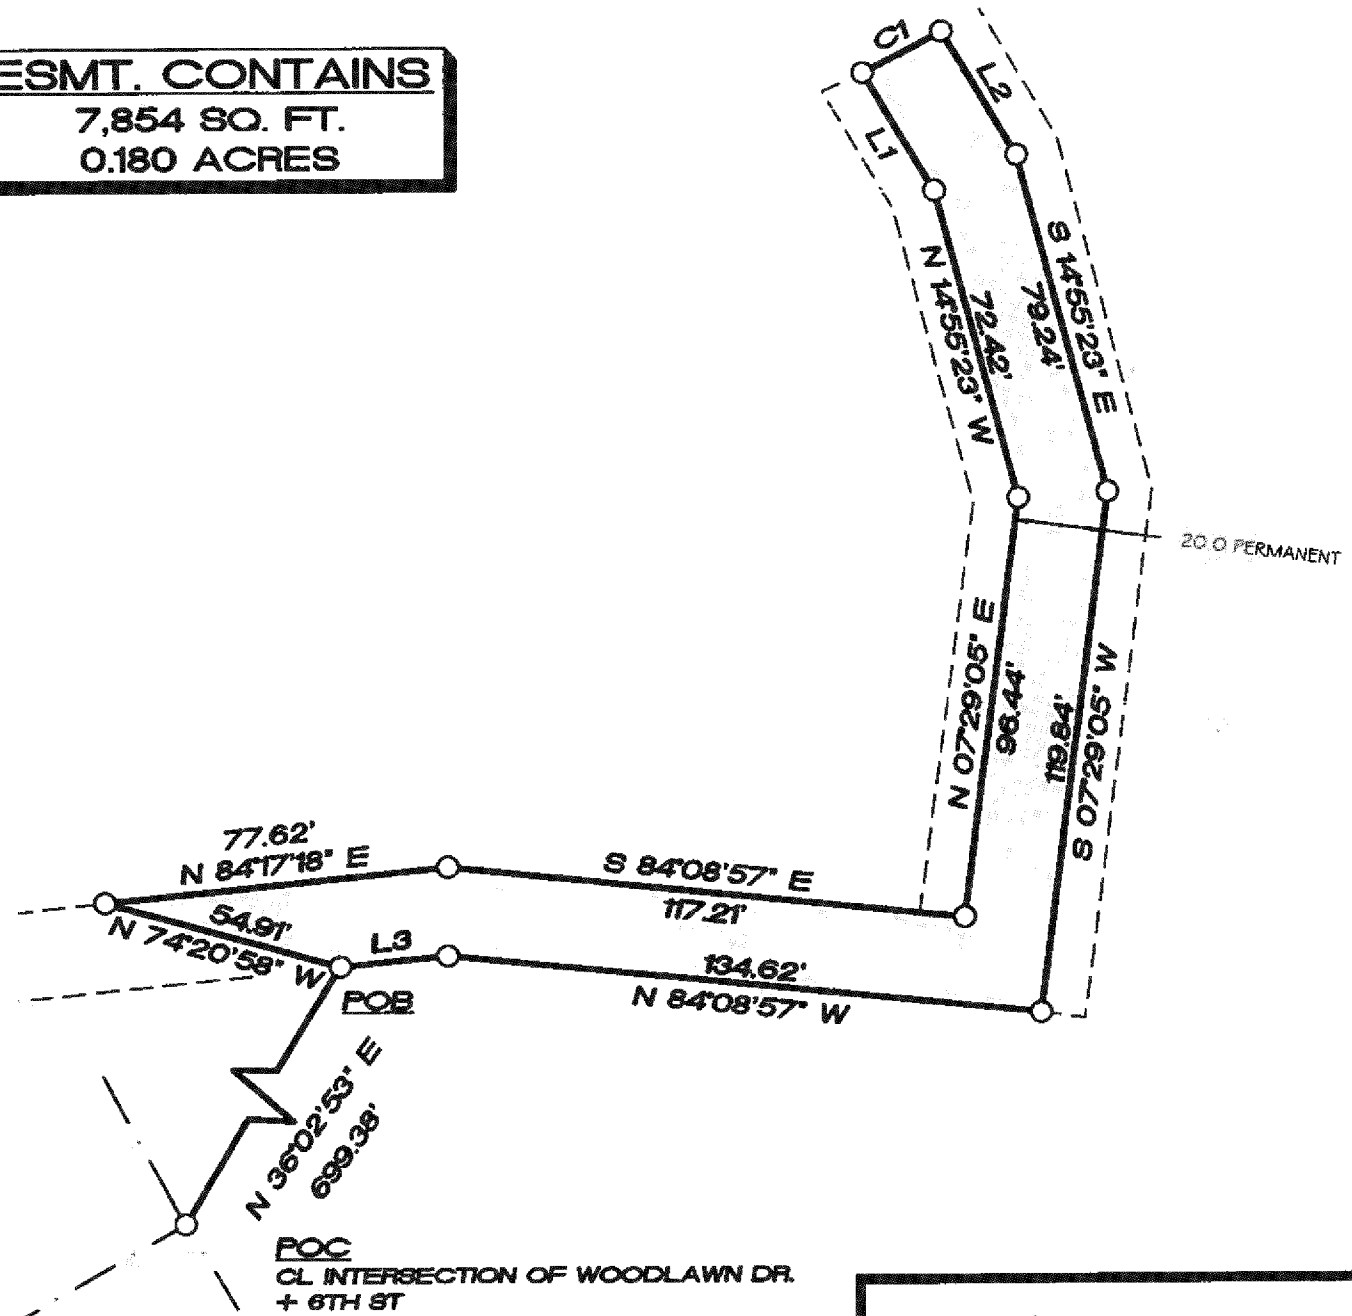 ESMT. CONTAINS
7,854 SQ. FT.
0.180 ACRES
C1
L2
L1
S 14°55'23" E
79.24'
N 14°55'23" W
72.42'
20.0 PERMANENT
N 07°29'05" E
96.44'
119.84'
S 07°29'05" W
77.62'
N 84°17'18" E
S 84°08'57" E
117.21'
54.91'
N 74°20'58" W
L3
134.62'
N 84°08'57" W
POB
N 36°02'53" E
699.38'
POC
CL INTERSECTION OF WOODLAWN DR.
+ 6TH ST